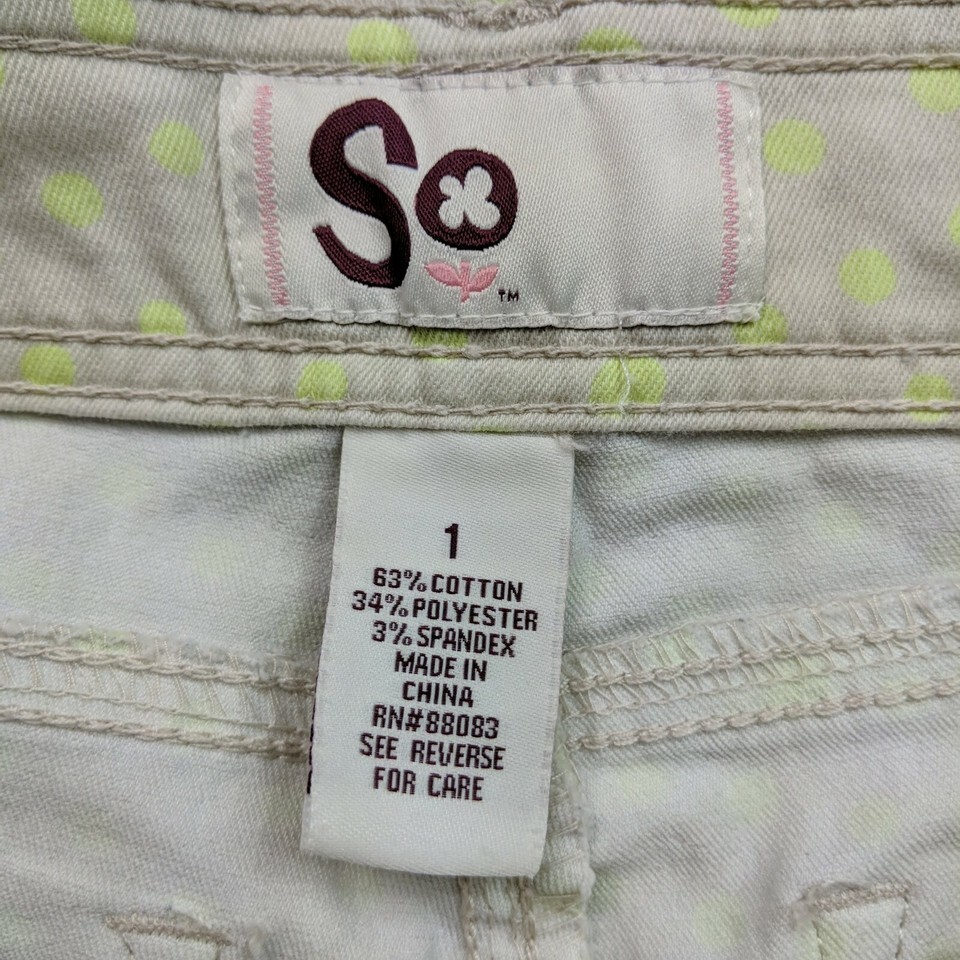 So
TM
1
63% COTTON
34% POLYESTER
3% SPANDEX
MADE IN
CHINA
RN#88083
SEE REVERSE
FOR CARE